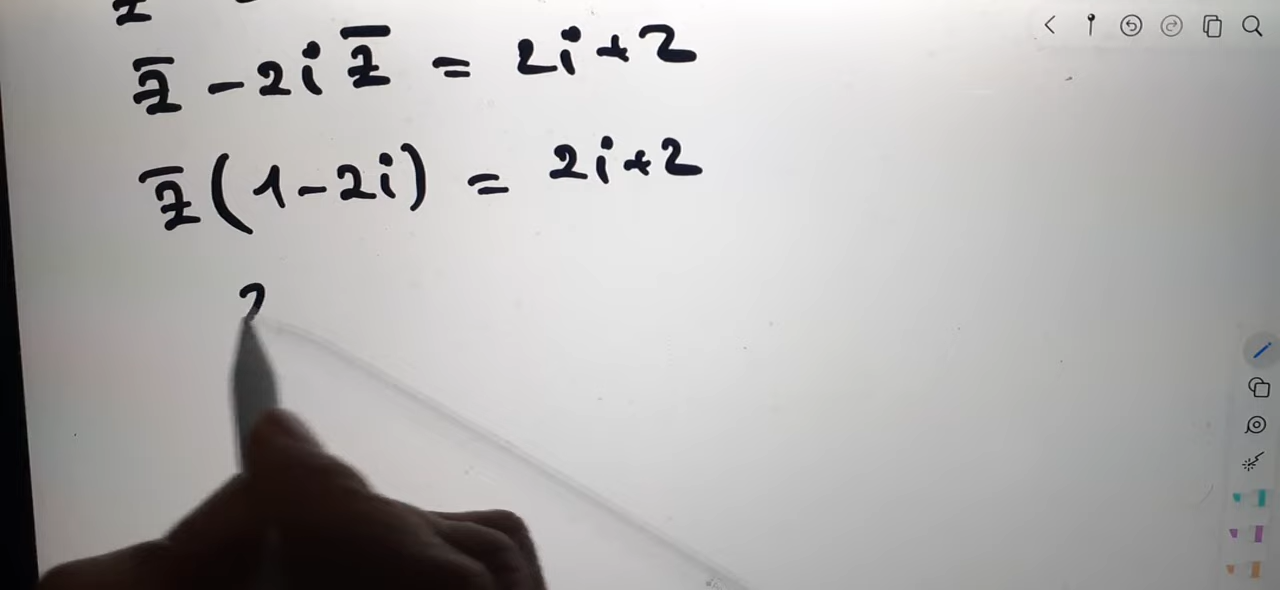 z̄ - 2i z̄ = 2i + 2
z̄ (1 - 2i) = 2i + 2